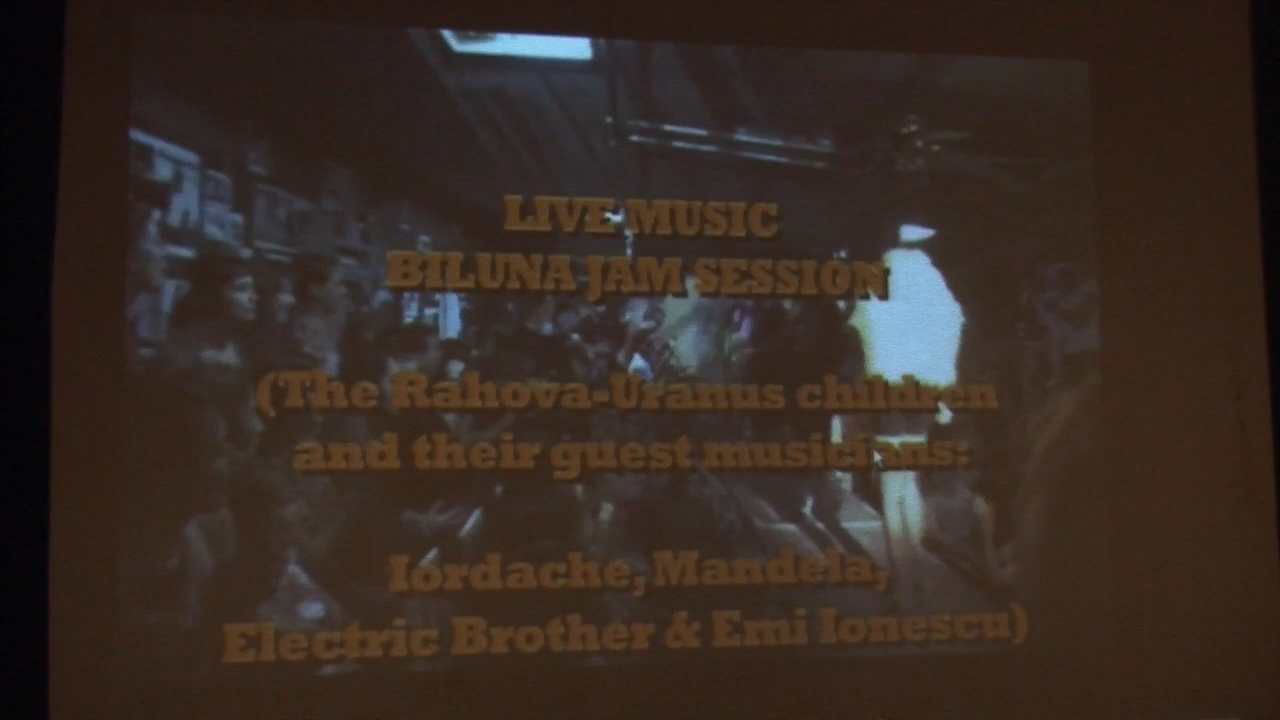 LIVE MUSIC
BILUNA JAM SESSION
(The Rahova-Uranus children
and their guest musicians:
Iordache, Mandela,
Electric Brother & Emi Ionescu)